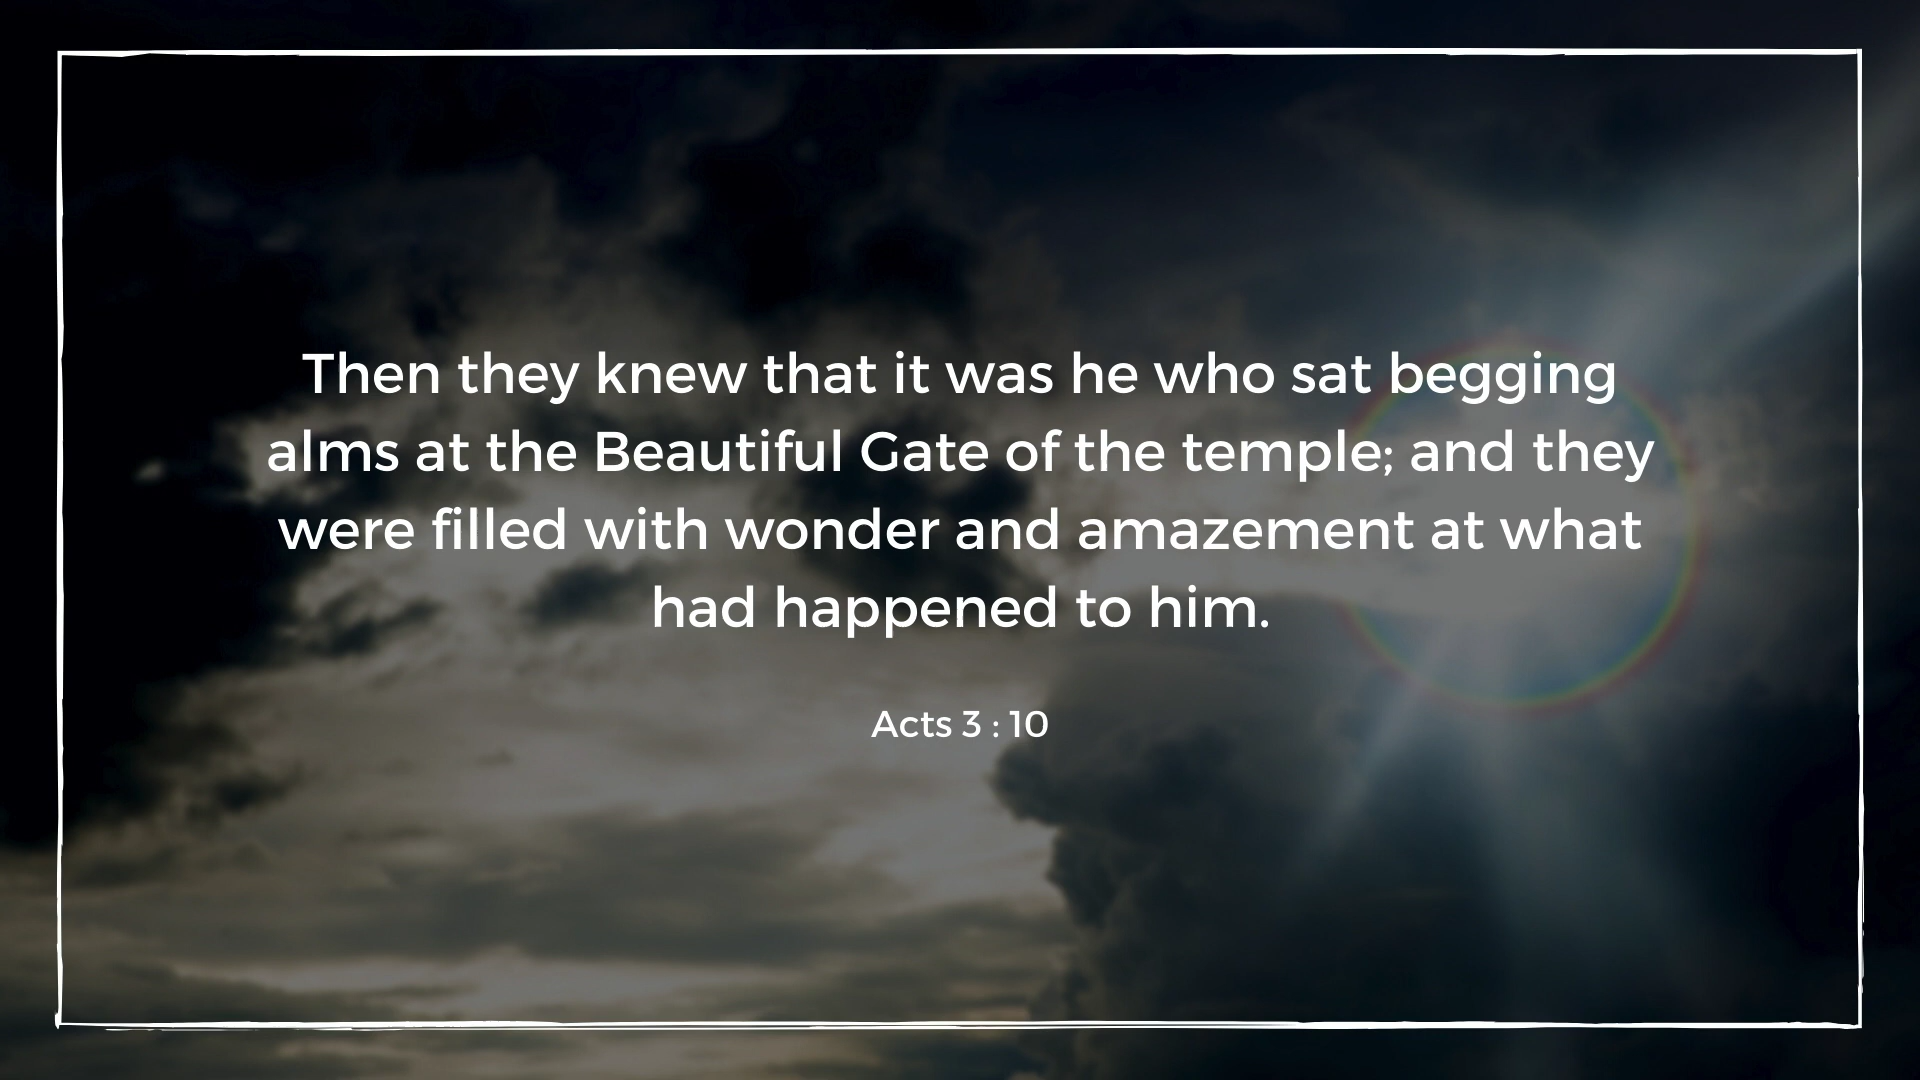 Then they knew that it was he who sat begging
alms at the Beautiful Gate of the temple; and they
were filled with wonder and amazement at what
had happened to him.
Acts 3 : 10